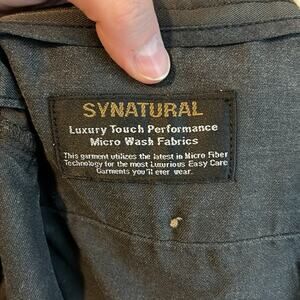 SYNATURAL
Luxury Touch Performance
Micro Wash Fabrics
This garment utilizes the latest in Micro Fiber
Technology for the most Luxurious Easy Care
Garments you'll ever wear.